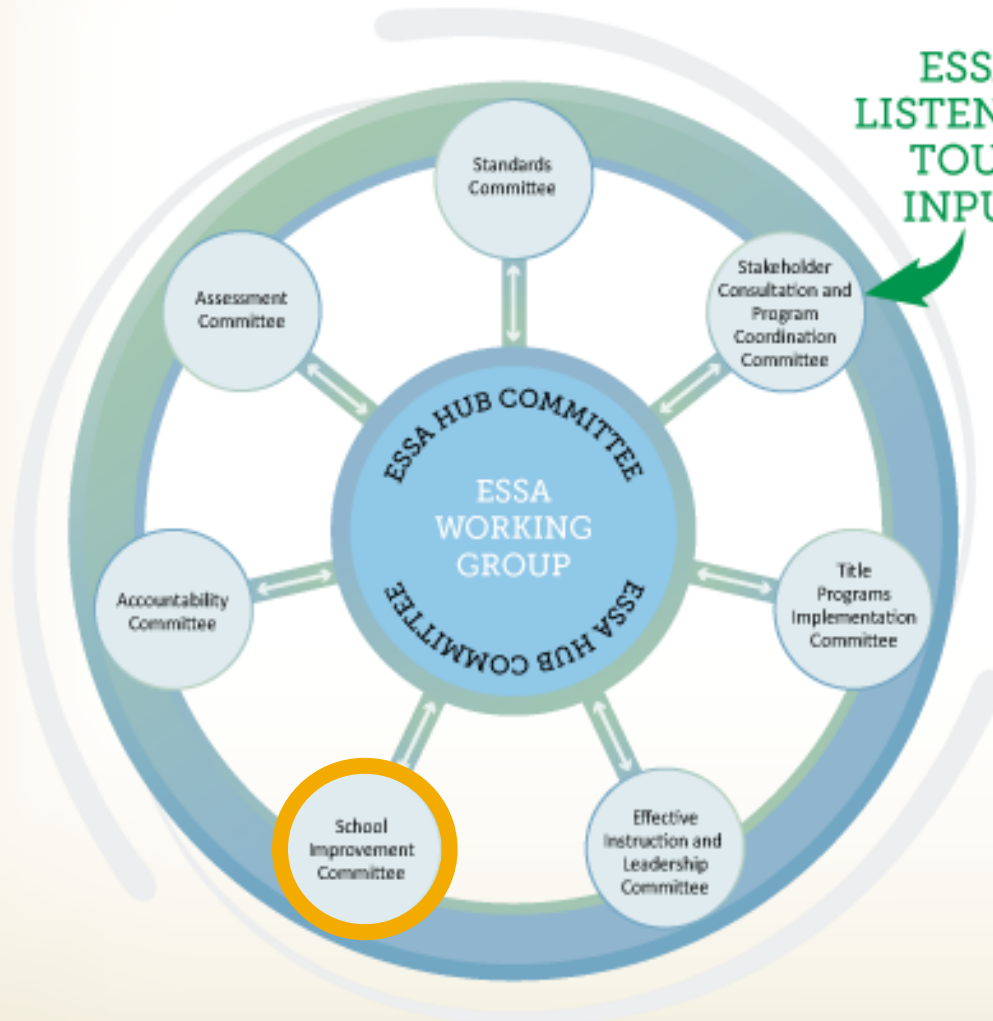 ESS
LISTEN
TOU
INPU
Standards
Committee
Stakeholder
Consultation and
Program
Coordination
Committee
Assessment
Committee
ESSA HUB COMMITTEE
ESSA
WORKING
GROUP
ESSA HUB COMMITTEE
Title
Programs
Implementation
Committee
Accountability
Committee
School
Improvement
Committee
Effective
Instruction and
Leadership
Committee